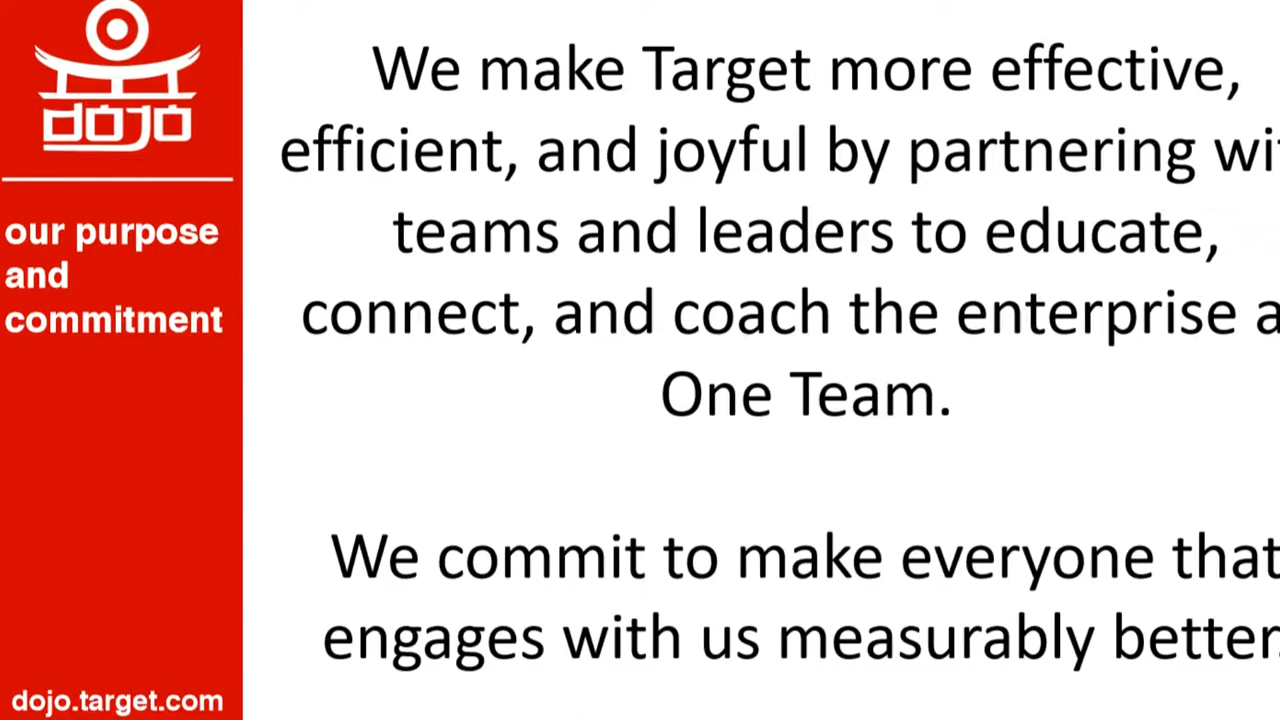 dojo
our purpose
and
commitment
dojo.target.com
We make Target more effective,
efficient, and joyful by partnering wi
teams and leaders to educate,
connect, and coach the enterprise a
One Team.
We commit to make everyone that
engages with us measurably better.